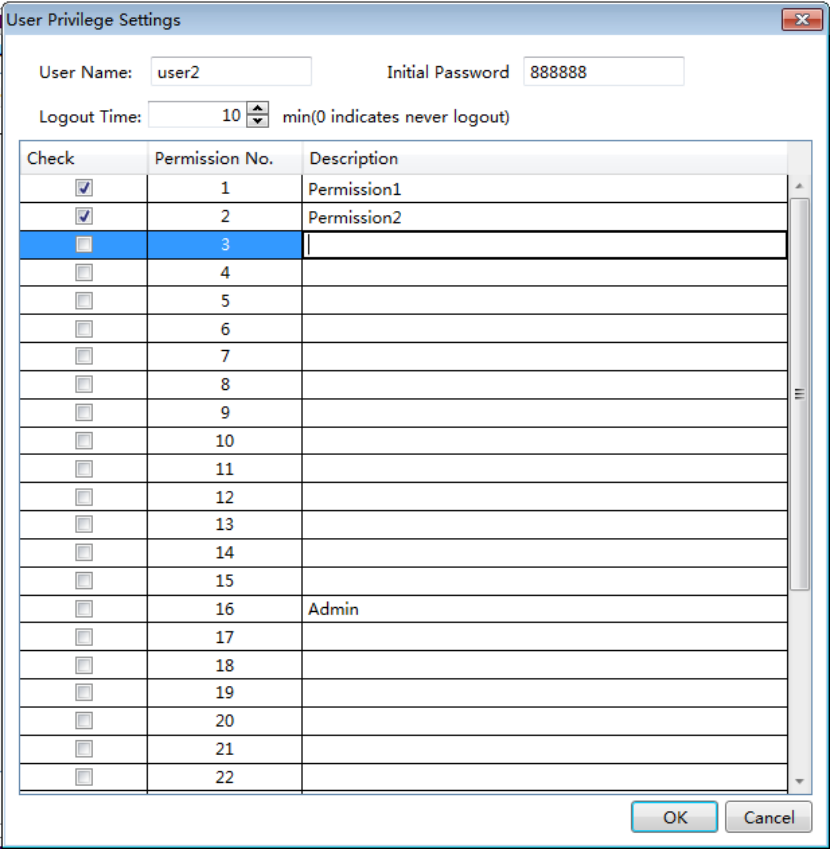 User Privilege Settings
User Name: user2 Initial Password 888888
Logout Time: 10 min(0 indicates never logout)
Check Permission No. Description
1 Permission1
2 Permission2
3
4
5
6
7
8
9
10
11
12
13
14
15
16 Admin
17
18
19
20
21
22
OK Cancel